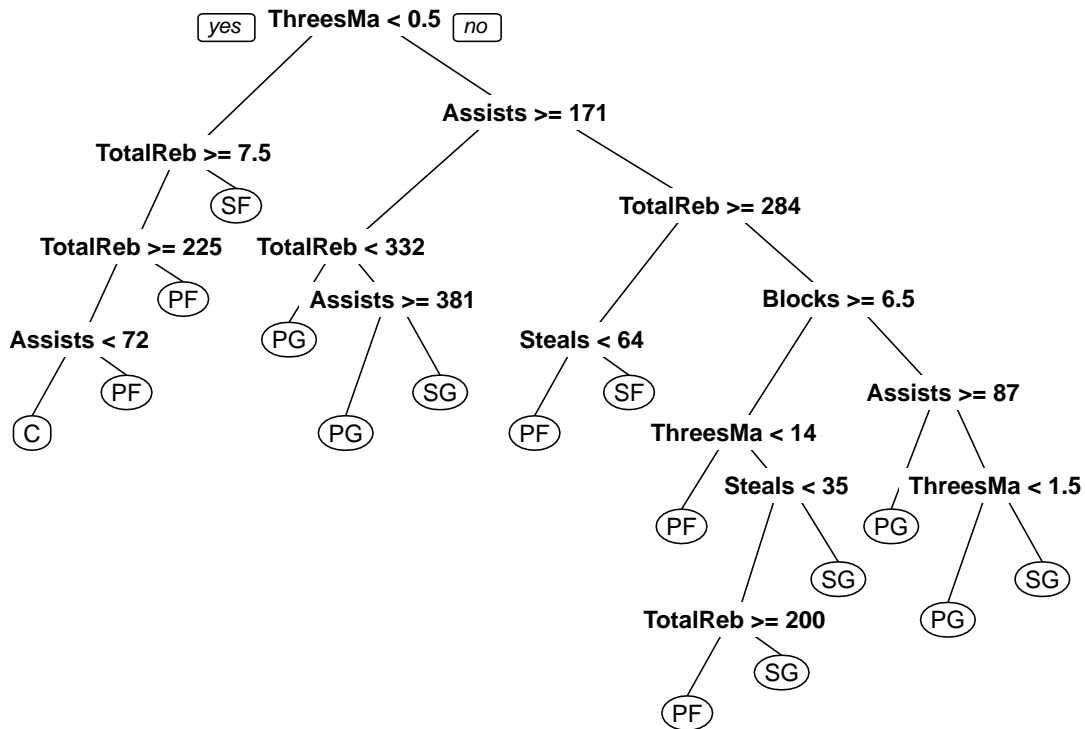 yes ThreesMa < 0.5 no
Assists >= 171
TotalReb >= 7.5
SF
TotalReb >= 284
TotalReb >= 225
TotalReb < 332
PF
Assists >= 381
Blocks >= 6.5
Assists < 72
PG
Steals < 64
PF
SG
SF
Assists >= 87
C
PG
PF
ThreesMa < 14
Steals < 35
ThreesMa < 1.5
PF
PG
SG
SG
TotalReb >= 200
PG
SG
PF